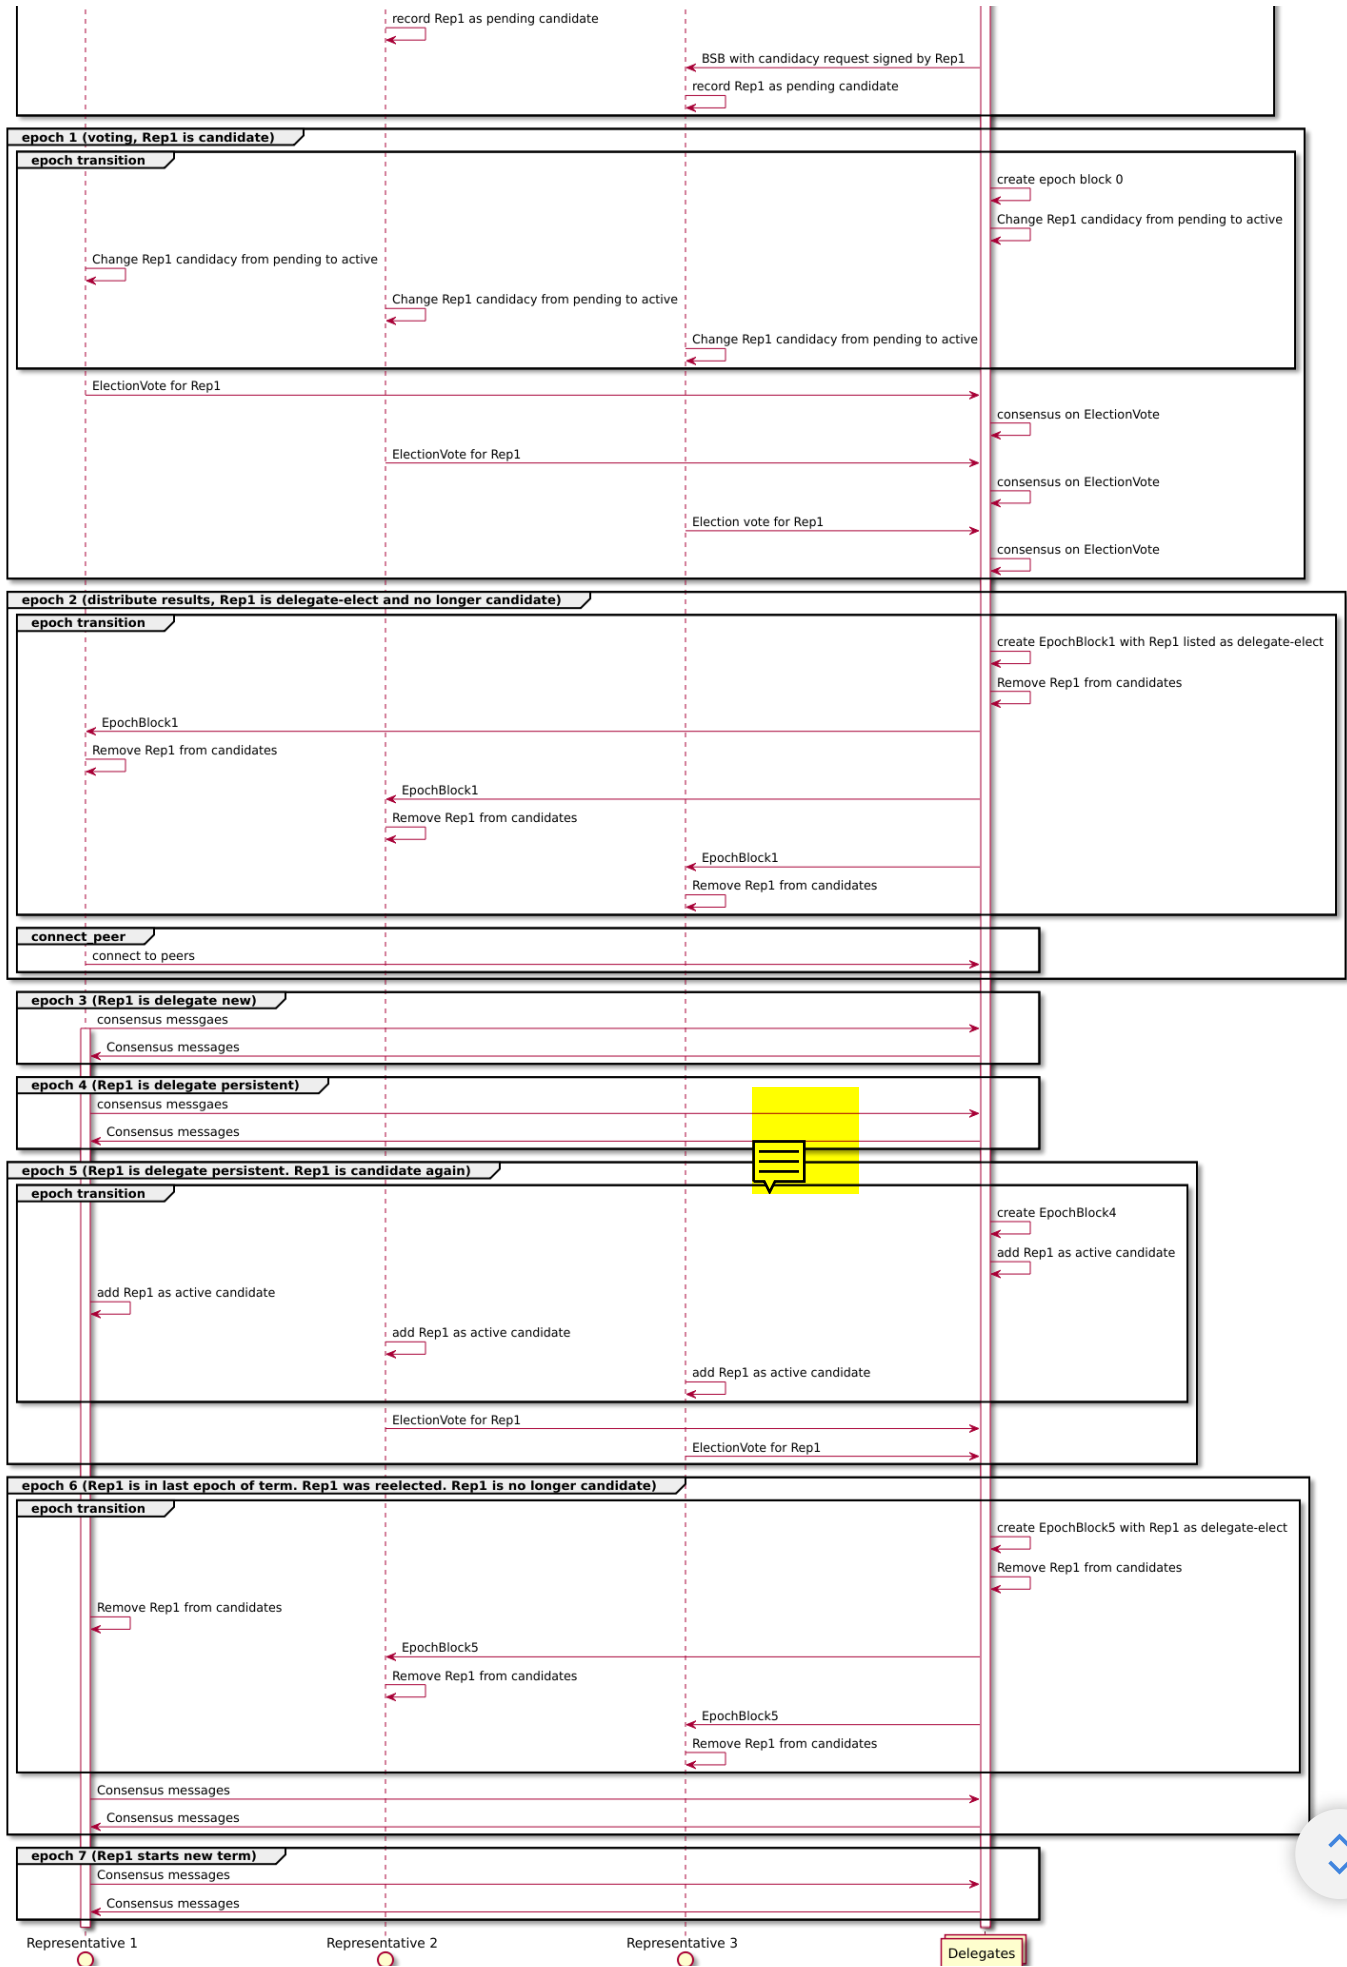 record Rep1 as pending candidate
BSB with candidacy request signed by Rep1
record Rep1 as pending candidate
epoch 1 (voting, Rep1 is candidate)
epoch transition
create epoch block 0
Change Rep1 candidacy from pending to active
Change Rep1 candidacy from pending to active
Change Rep1 candidacy from pending to active
Change Rep1 candidacy from pending to active
ElectionVote for Rep1
consensus on ElectionVote
ElectionVote for Rep1
consensus on ElectionVote
Election vote for Rep1
consensus on ElectionVote
epoch 2 (distribute results, Rep1 is delegate-elect and no longer candidate)
epoch transition
create EpochBlock1 with Rep1 listed as delegate-elect
Remove Rep1 from candidates
EpochBlock1
Remove Rep1 from candidates
EpochBlock1
Remove Rep1 from candidates
EpochBlock1
Remove Rep1 from candidates
connect_peer
connect to peers
epoch 3 (Rep1 is delegate new)
consensus messgaes
Consensus messages
epoch 4 (Rep1 is delegate persistent)
consensus messgaes
Consensus messages
epoch 5 (Rep1 is delegate persistent. Rep1 is candidate again)
epoch transition
create EpochBlock4
add Rep1 as active candidate
add Rep1 as active candidate
add Rep1 as active candidate
add Rep1 as active candidate
ElectionVote for Rep1
ElectionVote for Rep1
epoch 6 (Rep1 is in last epoch of term. Rep1 was reelected. Rep1 is no longer candidate)
epoch transition
create EpochBlock5 with Rep1 as delegate-elect
Remove Rep1 from candidates
Remove Rep1 from candidates
EpochBlock5
Remove Rep1 from candidates
EpochBlock5
Remove Rep1 from candidates
Consensus messages
Consensus messages
epoch 7 (Rep1 starts new term)
Consensus messages
Consensus messages
Representative 1
Representative 2
Representative 3
Delegates